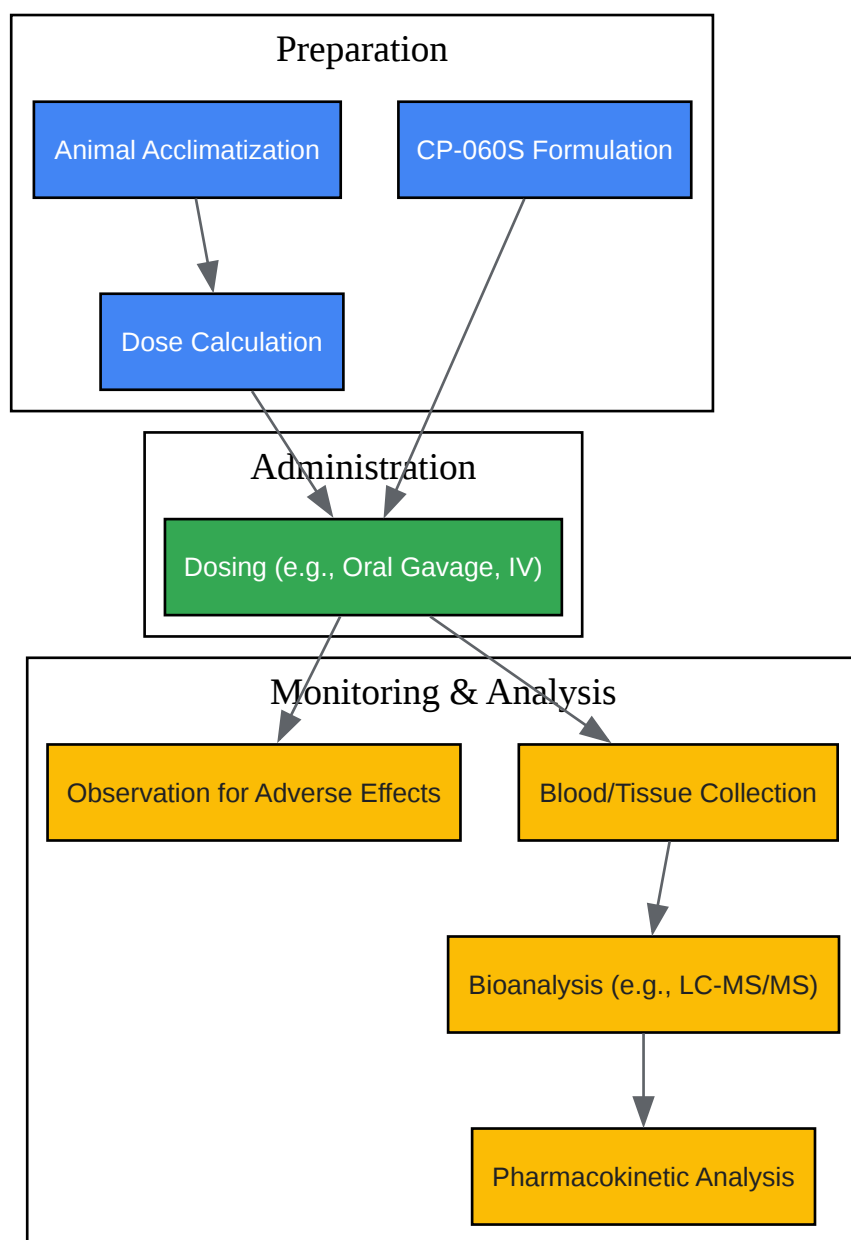 Preparation
Animal Acclimatization
CP-060S Formulation
Dose Calculation
Administration
Dosing (e.g., Oral Gavage, IV)
Monitoring & Analysis
Observation for Adverse Effects
Blood/Tissue Collection
Bioanalysis (e.g., LC-MS/MS)
Pharmacokinetic Analysis